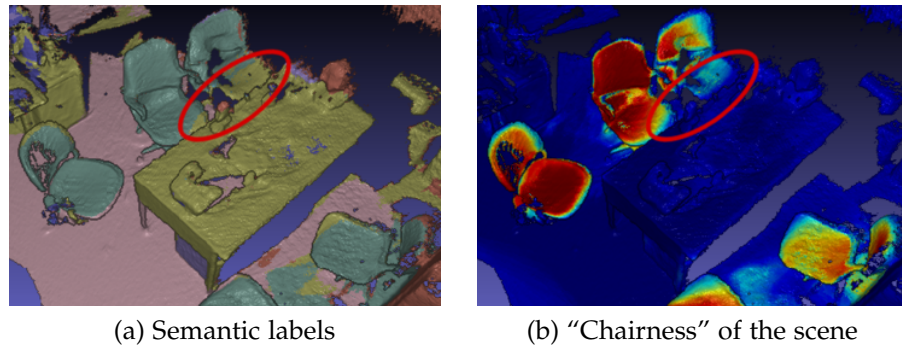 (a) Semantic labels
(b) “Chairness” of the scene